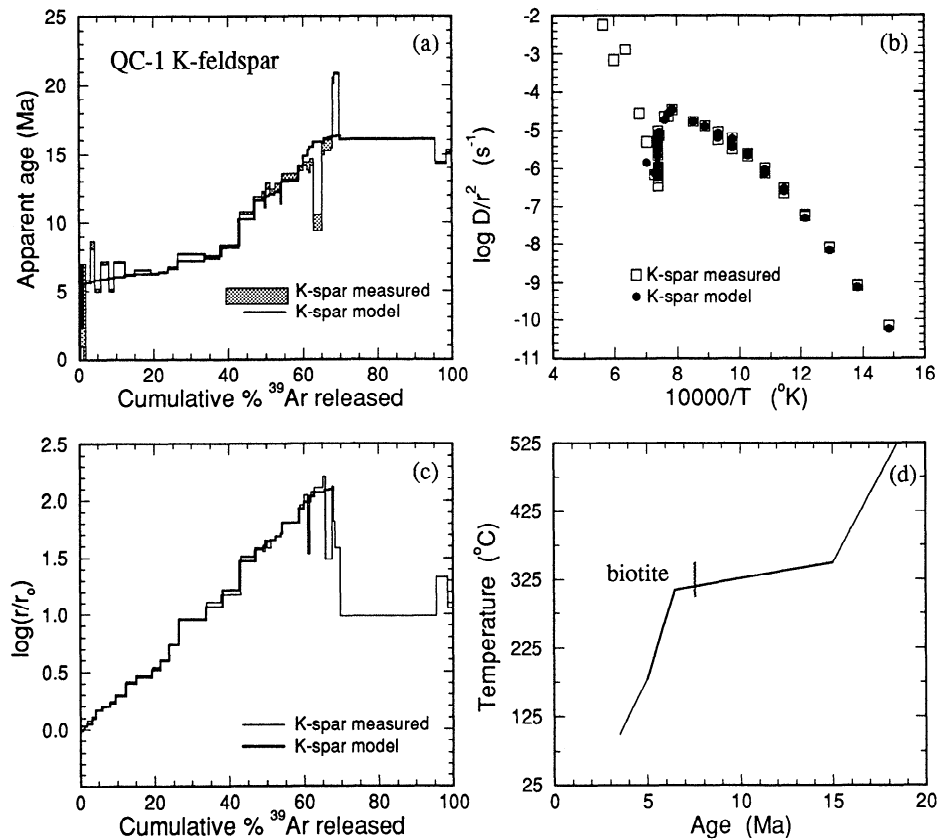 (a)
QC-1 K-feldspar
Apparent age (Ma)
25
20
15
10
5
0
K-spar measured
K-spar model
0 20 40 60 80 100
Cumulative % ³⁹Ar released
(b)
log D/r² (s⁻¹)
-2
-3
-4
-5
-6
-7
-8
-9
-10
-11
K-spar measured
K-spar model
4 6 8 10 12 14 16
10000/T (°K)
(c)
log(r/rₒ)
2.5
2.0
1.5
1.0
0.5
0.0
K-spar measured
K-spar model
0 20 40 60 80 100
Cumulative % ³⁹Ar released
(d)
Temperature (°C)
525
425
325
225
125
25
biotite
0 5 10 15 20
Age (Ma)